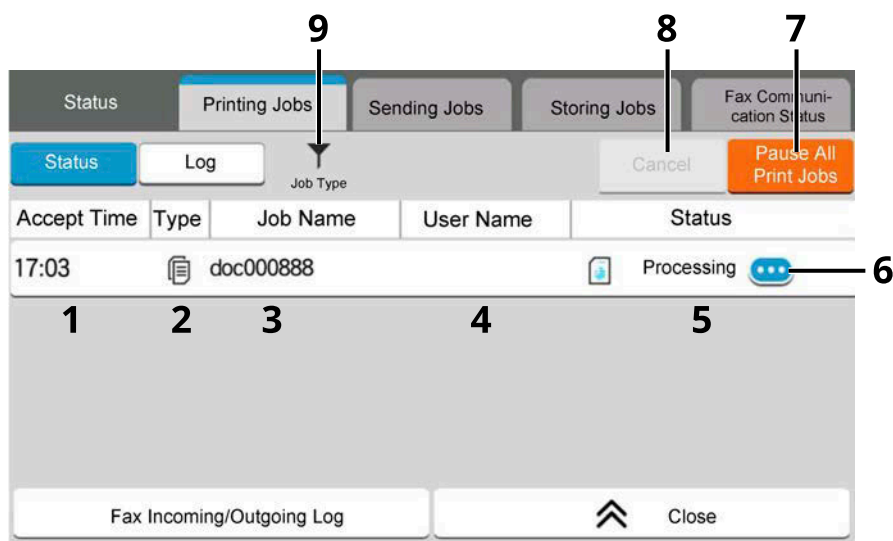 9 8 7
Status Printing Jobs Sending Jobs Storing Jobs Fax Communi-
cation Status
Status Log Job Type Cancel Pause All
Print Jobs
Accept Time Type Job Name User Name Status
17:03 doc000888 Processing 6
1 2 3 4 5
Fax Incoming/Outgoing Log Close